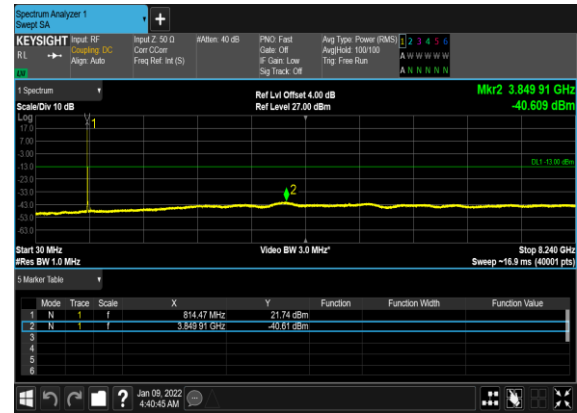 Spectrum Analyzer 1
Swept SA
+
KEYSIGHT Input: RF Input Z: 50 Ω #Atten: 40 dB PNO: Fast Avg Type: Power (RMS) 1 2 3 4 5 6
RL Coupling: DC Corr CCorr Gate: Off Avg|Hold: 100/100 A W W W W W
Align: Auto Freq Ref: Int (S) IF Gain: Low Trig: Free Run
Sig Track: Off A N N N N N
1 Spectrum Ref Lvl Offset 4.00 dB Mkr2 3.849 91 GHz
Scale/Div 10 dB Ref Level 27.00 dBm -40.609 dBm
Log
17.0 1
7.00
-3.00
-13.0 DL1 -13.00 dBm
-23.0
-33.0 2
-43.0
-53.0
-63.0
Start 30 MHz Video BW 3.0 MHz* Stop 8.240 GHz
#Res BW 1.0 MHz Sweep ~16.9 ms (40001 pts)
5 Marker Table
Mode Trace Scale X Y Function Function Width Function Value
1 N 1 f 814.47 MHz 21.74 dBm
2 N 1 f 3.849 91 GHz -40.61 dBm
3
4
5
6
? Jan 09, 2022
4:40:45 AM